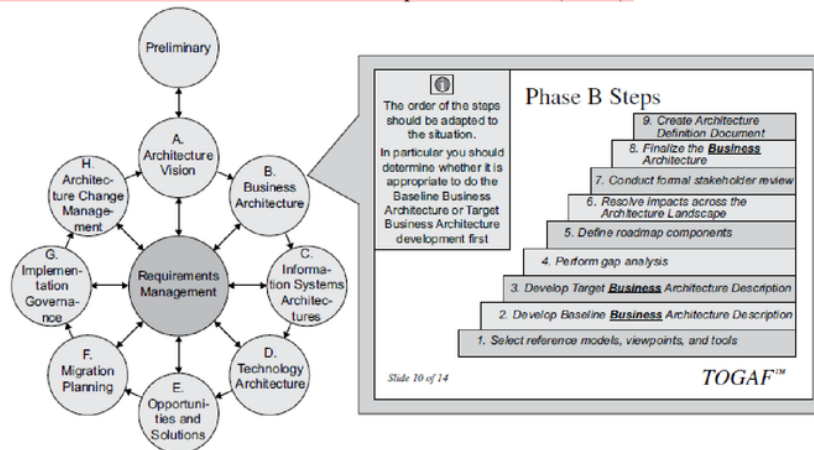 Preliminary
A.
Architecture
Vision
B.
Business
Architecture
C.
Informa-
tion Systems
Architec-
tures
D.
Technology
Architecture
E.
Opportuni-
ties and
Solutions
F.
Migration
Planning
G.
Implemen-
tation
Governa-
nce
H.
Architec-
ture Change
Manage-
ment
Requirements
Management
The order of the steps
should be adapted to
the situation.
In particular you should
determine whether it is
appropriate to do the
Baseline Business
Architecture or Target
Business Architecture
development first
Phase B Steps
9. Create Architecture
Definition Document
8. Finalize the Business
Architecture
7. Conduct formal stakeholder review
6. Resolve impacts across the
Architecture Landscape
5. Define roadmap components
4. Perform gap analysis
3. Develop Target Business Architecture Description
2. Develop Baseline Business Architecture Description
1. Select reference models, viewpoints, and tools
Slide 10 of 14
TOGAF™